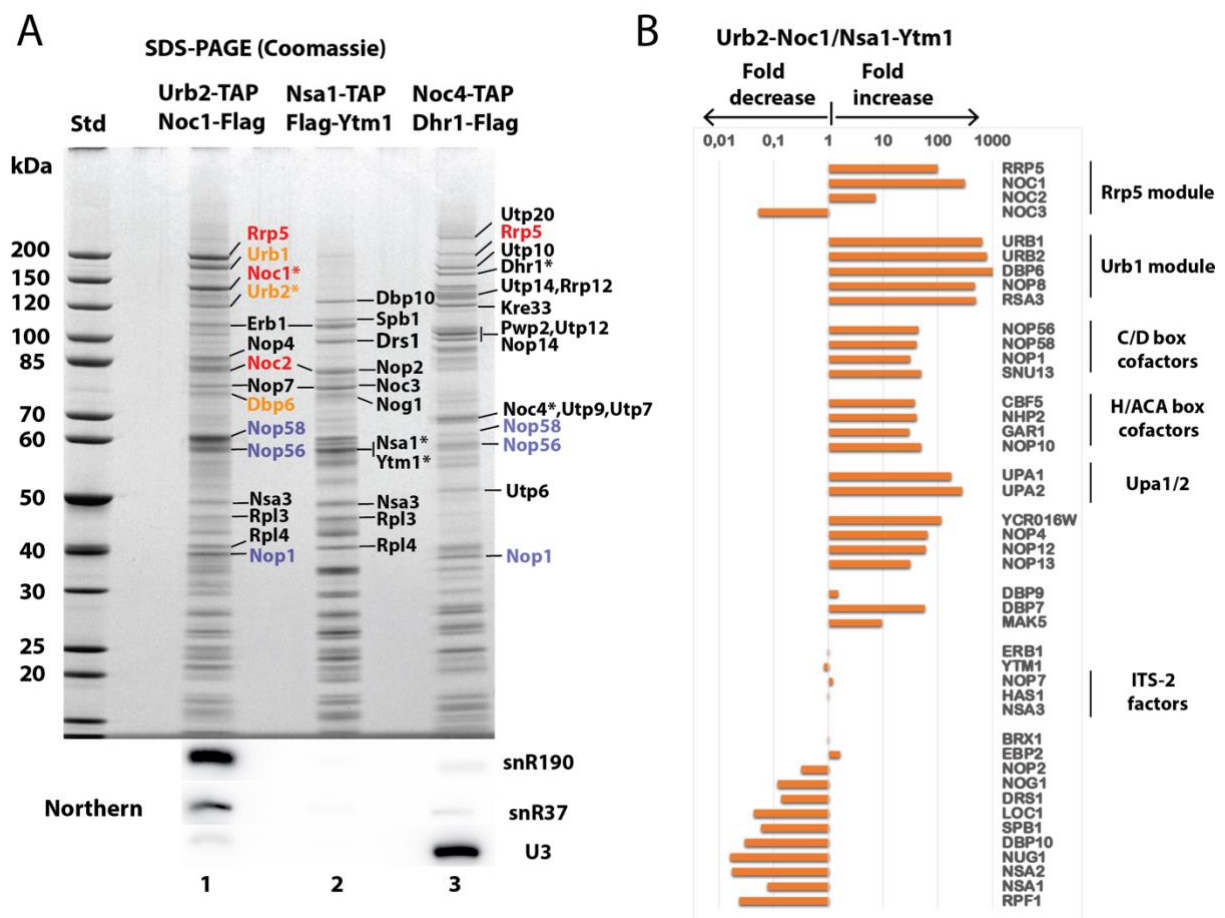 A
SDS-PAGE (Coomassie)
Std
Urb2-TAP
Noc1-Flag
Nsa1-TAP
Flag-Ytm1
Noc4-TAP
Dhr1-Flag
kDa
200
150
120
100
85
70
60
50
40
30
25
20
Rrp5
Urb1
Noc1*
Urb2*
Erb1
Nop4
Noc2
Nop7
Dbp6
Nop58
Nop56
Nsa3
Rpl3
Rpl4
Nop1
Dbp10
Spb1
Drs1
Nop2
Noc3
Nog1
Nsa1*
Ytm1*
Nsa3
Rpl3
Rpl4
Utp20
Rrp5
Utp10
Dhr1*
Utp14,Rrp12
Kre33
Pwp2,Utp12
Nop14
Noc4*,Utp9,Utp7
Nop58
Nop56
Utp6
Nop1
Northern
snR190
snR37
U3
1 2 3
B
Urb2-Noc1/Nsa1-Ytm1
Fold
decrease
Fold
increase
0,01 0,1 1 10 100 1000
RRP5
NOC1
NOC2
NOC3
Rrp5 module
URB1
URB2
DBP6
NOP8
RSA3
Urb1 module
NOP56
NOP58
NOP1
SNU13
C/D box
cofactors
CBF5
NHP2
GAR1
NOP10
H/ACA box
cofactors
UPA1
UPA2
Upa1/2
YCR016W
NOP4
NOP12
NOP13
DBP9
DBP7
MAK5
ERB1
YTM1
NOP7
HAS1
NSA3
ITS-2
factors
BRX1
EBP2
NOP2
NOG1
DRS1
LOC1
SPB1
DBP10
NUG1
NSA2
NSA1
RPF1